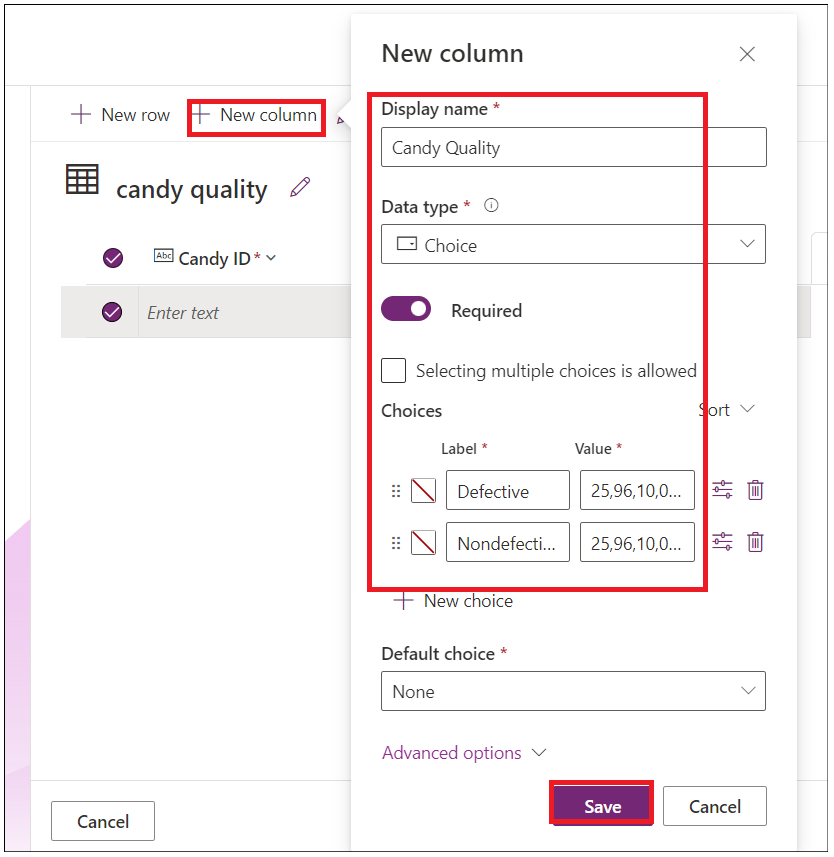 New column
+ New row
+ New column
Display name *
Candy Quality
candy quality
Data type *
Choice
Abc Candy ID *
Required
Enter text
Selecting multiple choices is allowed
Choices
Sort
Label *
Value *
Defective
25,96,10,0...
Nondefecti...
25,96,10,0...
+ New choice
Default choice *
None
Advanced options
Save
Cancel
Cancel